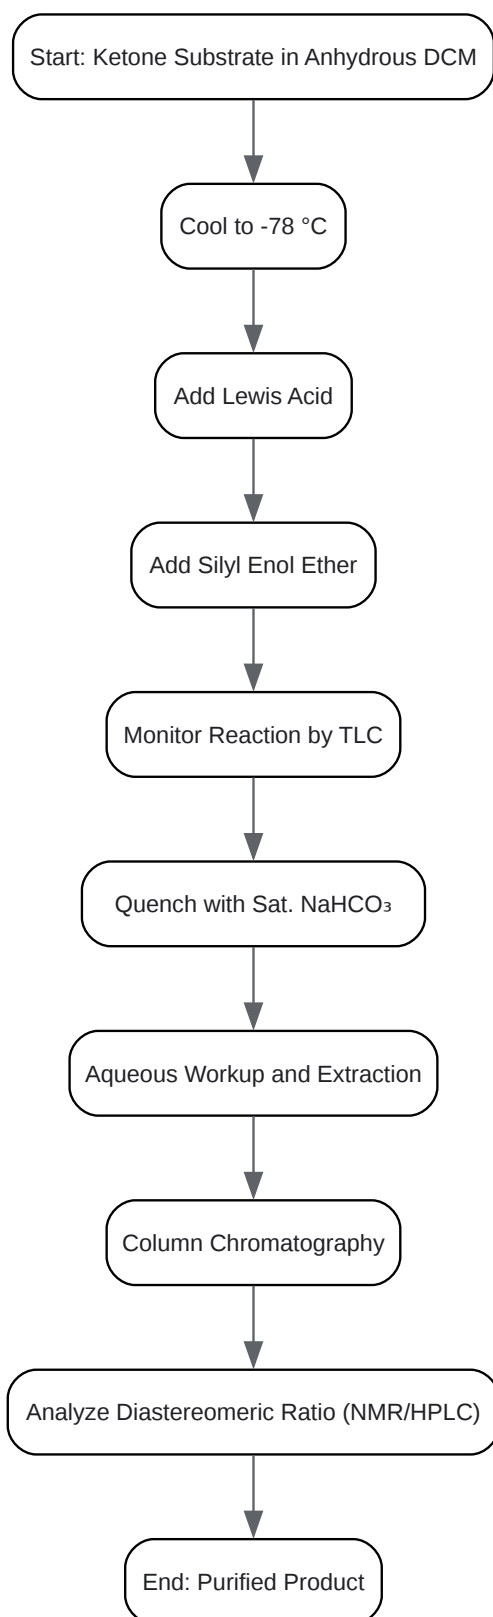 Start: Ketone Substrate in Anhydrous DCM
Cool to -78 °C
Add Lewis Acid
Add Silyl Enol Ether
Monitor Reaction by TLC
Quench with Sat. NaHCO₃
Aqueous Workup and Extraction
Column Chromatography
Analyze Diastereomeric Ratio (NMR/HPLC)
End: Purified Product